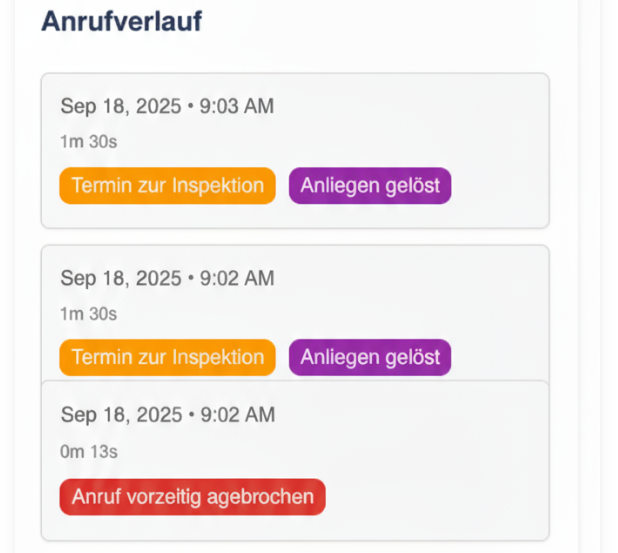 Anrufverlauf
Sep 18, 2025 • 9:03 AM
1m 30s
Termin zur Inspektion Anliegen gelöst
Sep 18, 2025 • 9:02 AM
1m 30s
Termin zur Inspektion Anliegen gelöst
Sep 18, 2025 • 9:02 AM
0m 13s
Anruf vorzeitig agebrochen